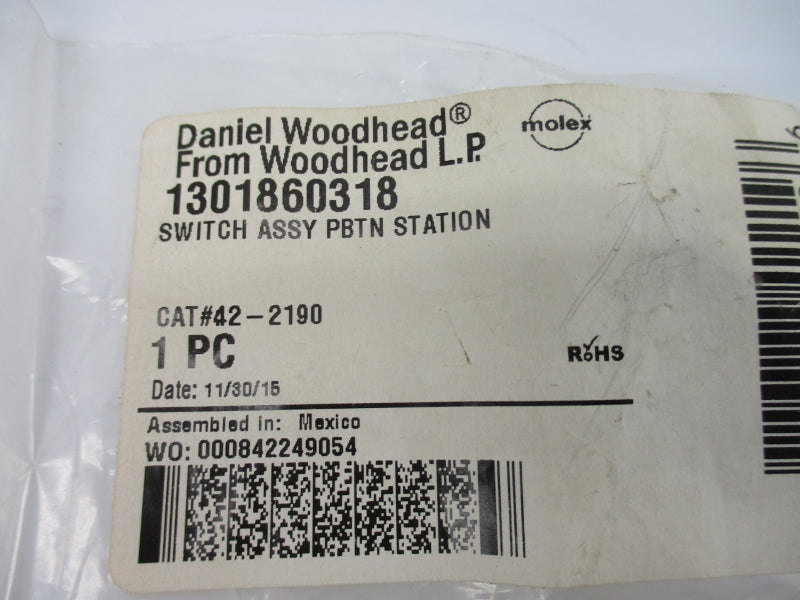 Daniel Woodhead®
From Woodhead L.P.
molex
1301860318
SWITCH ASSY PBTN STATION
CAT#42-2190
1 PC
RoHS
Date: 11/30/15
Assembled in: Mexico
WO: 000842249054